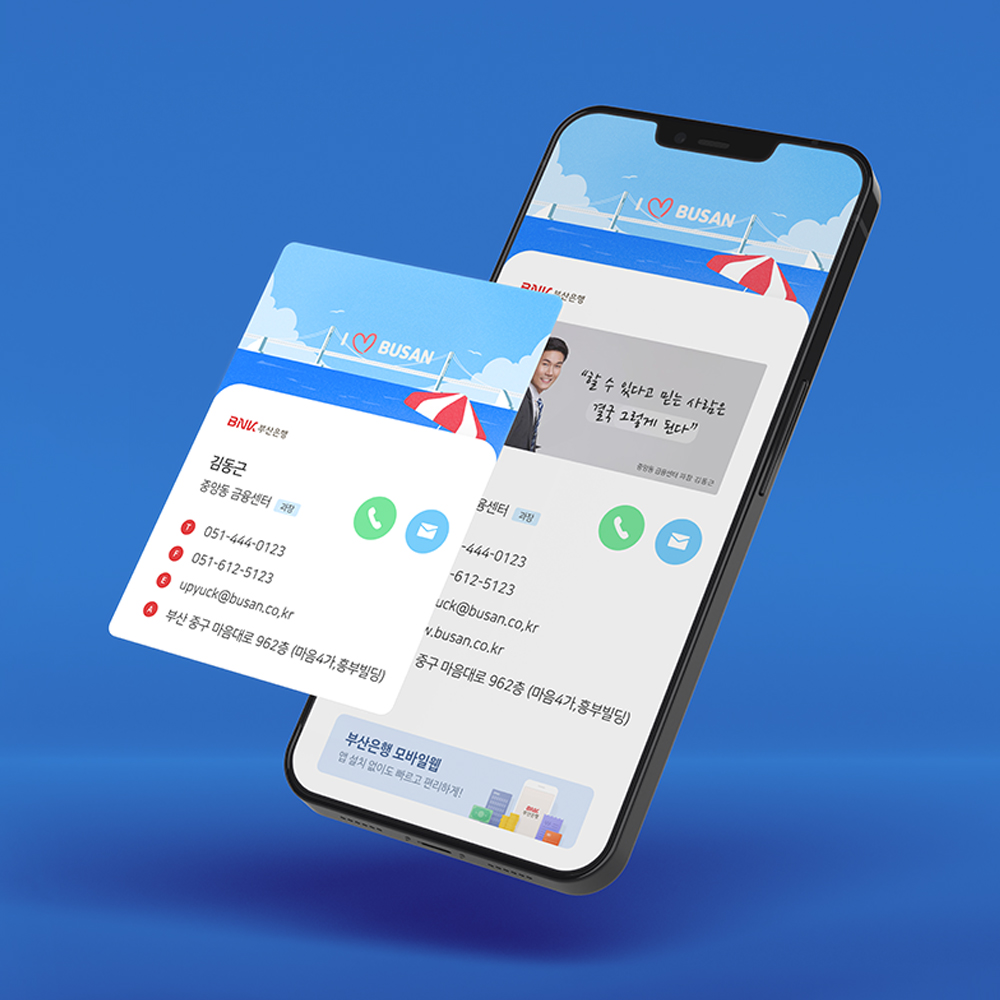 I ♡ BUSAN
BNK 부산은행
김동근
중앙동 금융센터 과장
T 051-444-0123
F 051-612-5123
E upyuck@busan.co,kr
A 부산 중구 마음대로 962층 (마음4가,흥부빌딩)
I ♡ BUSAN
BNK 부산은행
“할 수 있다고 믿는 사람은
결국 그렇게 된다”
중앙동 금융센터 과장 김동근
금융센터 과장
-444-0123
-612-5123
uck@busan.co,kr
w.busan.co.kr
중구 마음대로 962층 (마음4가,흥부빌딩)
부산은행 모바일웹
앱 설치 없이도 빠르고 편리하게!
BNK
부산은행